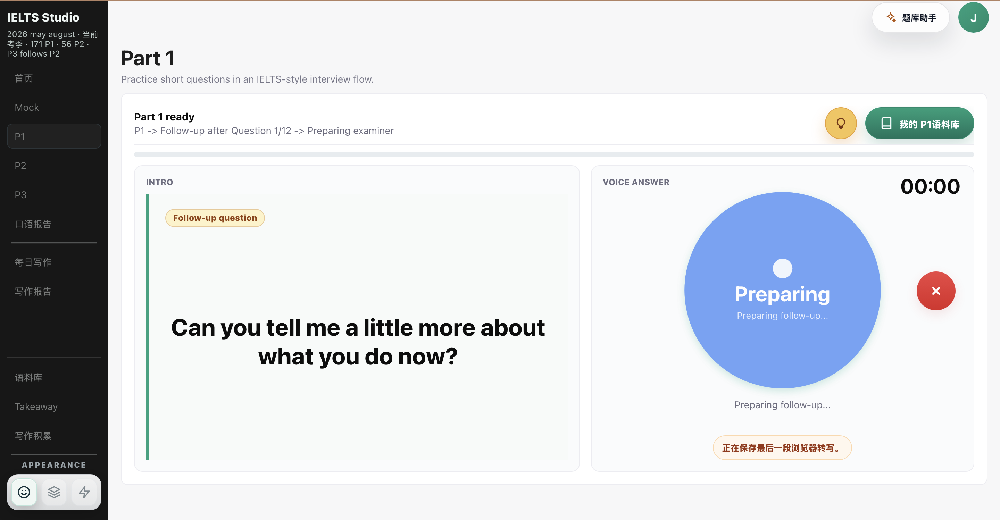 IELTS Studio
2026 may august · 当前
考季 · 171 P1 · 56 P2 ·
P3 follows P2
首页
Mock
P1
P2
P3
口语报告
每日写作
写作报告
语料库
Takeaway
写作积累
APPEARANCE
题库助手
J
Part 1
Practice short questions in an IELTS-style interview flow.
Part 1 ready
P1 -> Follow-up after Question 1/12 -> Preparing examiner
我的 P1语料库
INTRO
Follow-up question
Can you tell me a little more about
what you do now?
VOICE ANSWER
00:00
Preparing
Preparing follow-up...
Preparing follow-up...
正在保存最后一段浏览器转写。